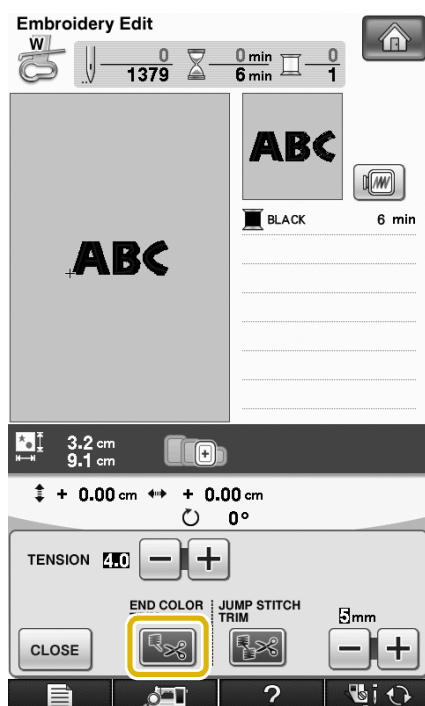 Embroidery Edit
W
0 0 min 0
1379 6 min 1
ABC
BLACK 6 min
ABC
3.2 cm
9.1 cm
+ 0.00 cm + 0.00 cm
0°
TENSION 4.0 − +
END COLOR JUMP STITCH
TRIM
5mm
CLOSE − +
? i